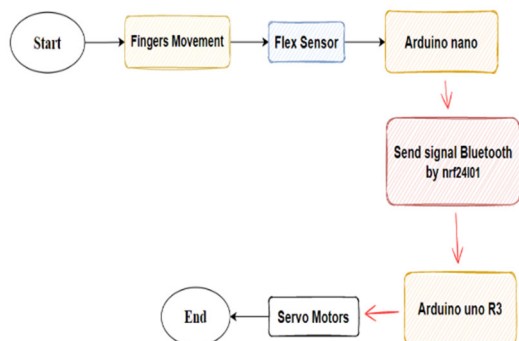 Start
Fingers Movement
Flex Sensor
Arduino nano
Send signal Bluetooth
by nrf24l01
Arduino uno R3
Servo Motors
End